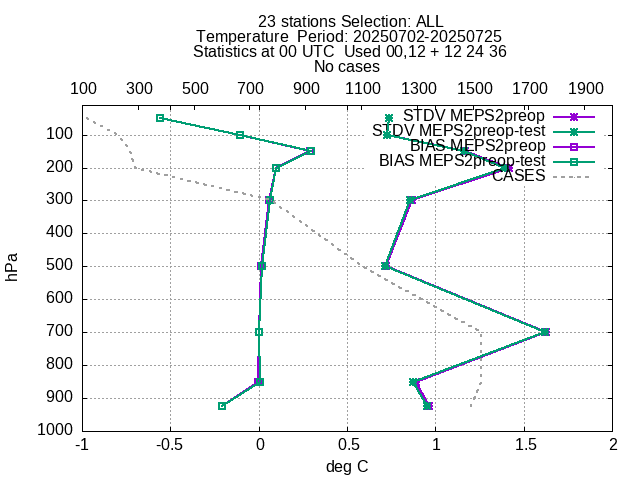 23 stations Selection: ALL
Temperature  Period: 20250702-20250725
Statistics at 00 UTC  Used 00,12 + 12 24 36
No cases
100 300 500 700 900 1100 1300 1500 1700 1900
STDV MEPS2preop
STDV MEPS2preop-test
BIAS MEPS2preop
BIAS MEPS2preop-test
CASES
100
200
300
400
500
600
700
800
900
1000
hPa
-1 -0.5 0 0.5 1 1.5 2
deg C